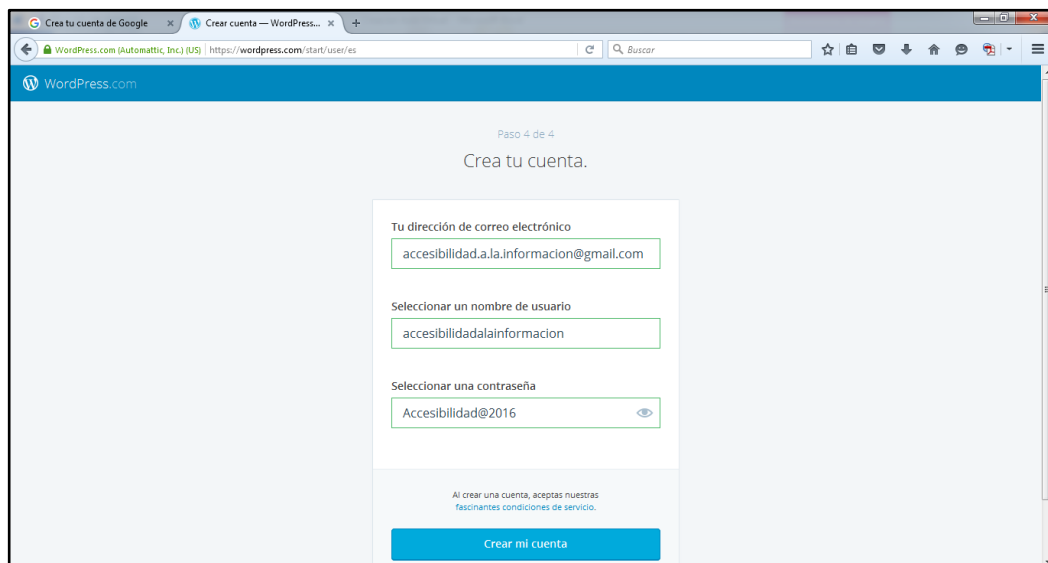 Crea tu cuenta de Google
Crear cuenta — WordPress...
WordPress.com (Automattic, Inc.) (US) https://wordpress.com/start/user/es
Buscar
WordPress.com
Paso 4 de 4
Crea tu cuenta.
Tu dirección de correo electrónico
accesibilidad.a.la.informacion@gmail.com
Seleccionar un nombre de usuario
accesibilidadalainformacion
Seleccionar una contraseña
Accesibilidad@2016
Al crear una cuenta, aceptas nuestras
fascinantes condiciones de servicio.
Crear mi cuenta